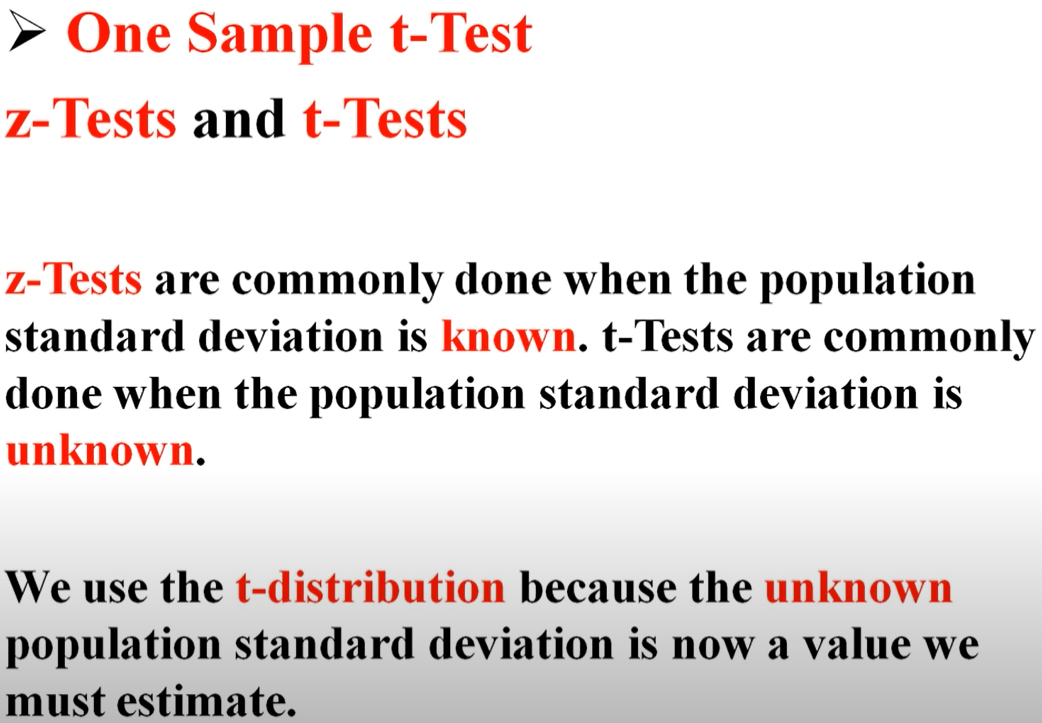 ➢ One Sample t-Test
z-Tests and t-Tests
z-Tests are commonly done when the population
standard deviation is known. t-Tests are commonly
done when the population standard deviation is
unknown.
We use the t-distribution because the unknown
population standard deviation is now a value we
must estimate.